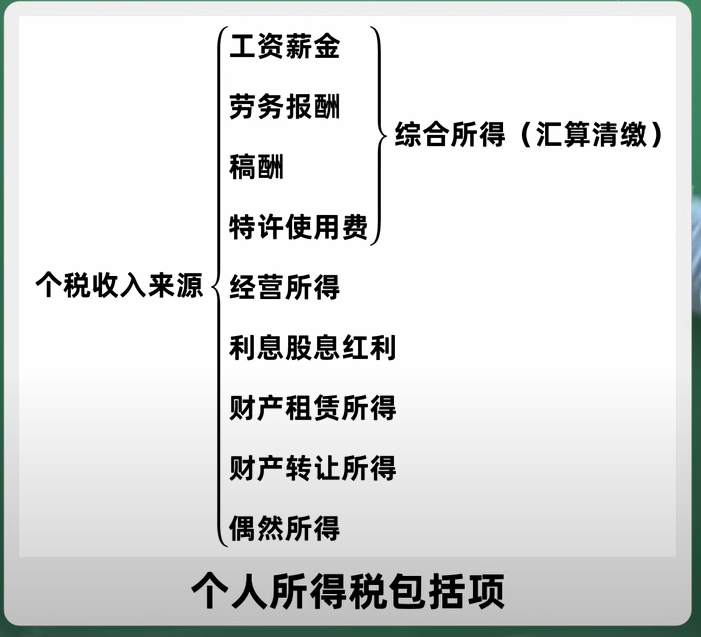 工资薪金
劳务报酬
稿酬
特许使用费
综合所得（汇算清缴）
个税收入来源
经营所得
利息股息红利
财产租赁所得
财产转让所得
偶然所得
个人所得税包括项